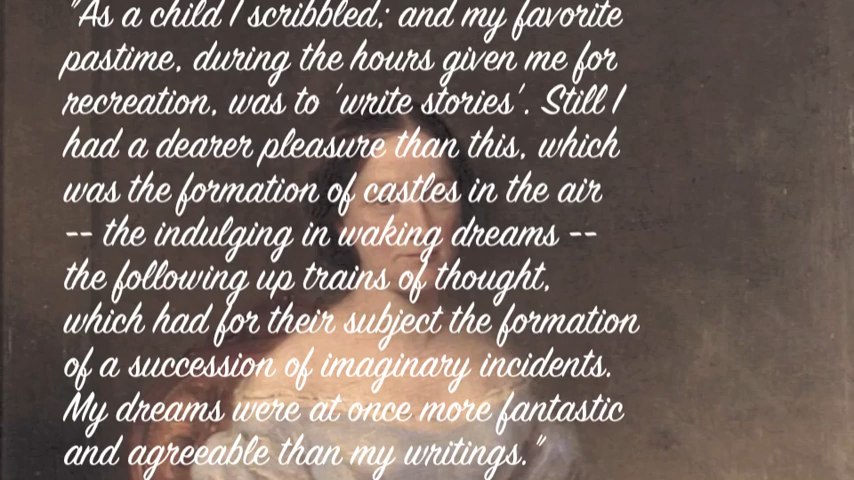 "As a child I scribbled; and my favorite
pastime, during the hours given me for
recreation, was to 'write stories'. Still I
had a dearer pleasure than this, which
was the formation of castles in the air
-- the indulging in waking dreams --
the following up trains of thought,
which had for their subject the formation
of a succession of imaginary incidents.
My dreams were at once more fantastic
and agreeable than my writings."